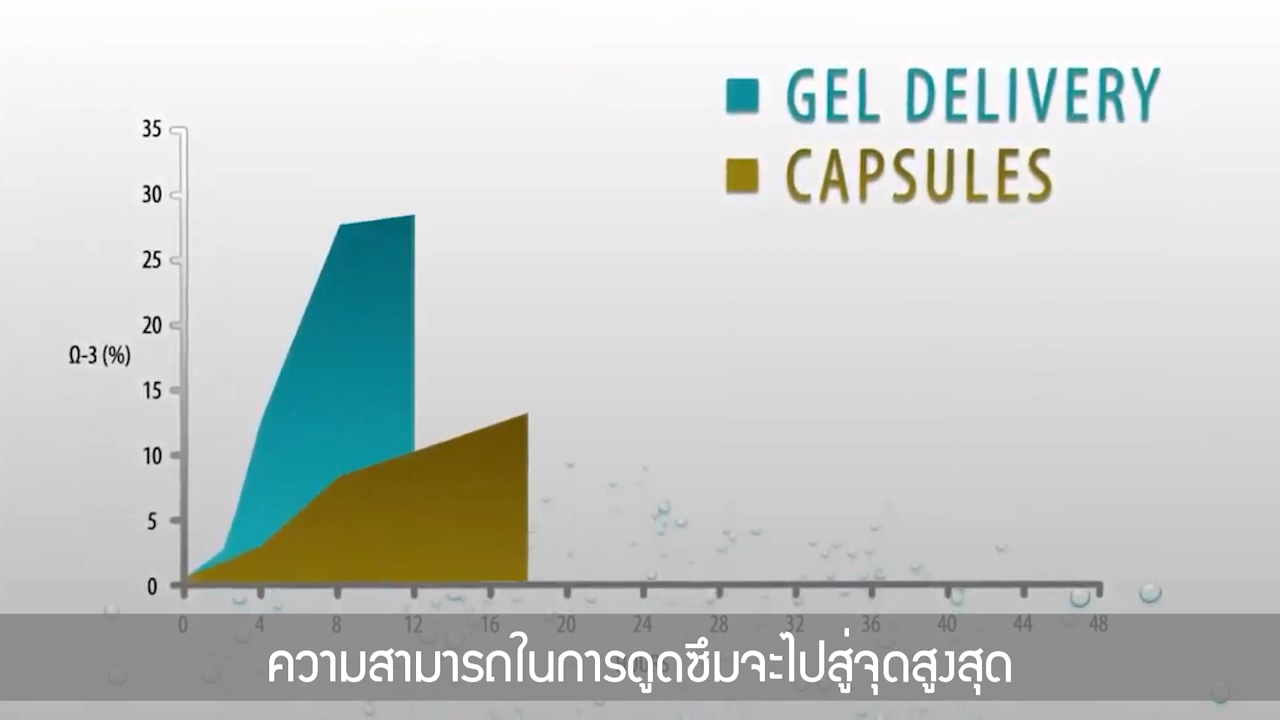 GEL DELIVERY
CAPSULES
35
30
25
20
Ω-3 (%)
15
10
5
0
0 4 8 12 16 20 24 28 32 36 40 44 48
ความสามารถในการดูดซึมจะไปสู่จุดสูงสุด